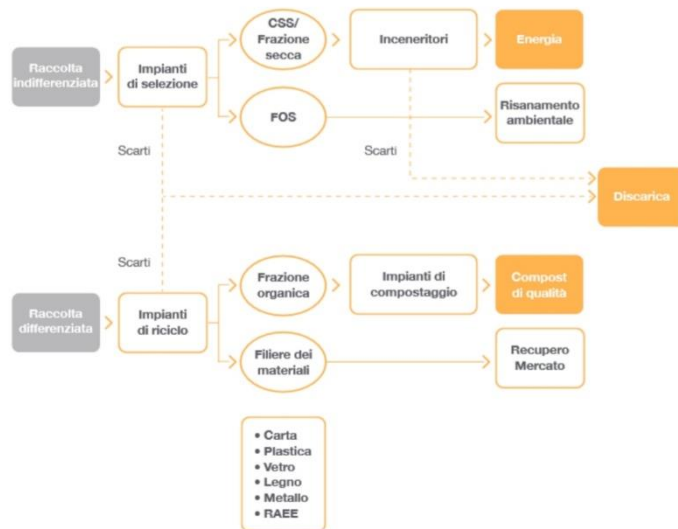 CSS/
Frazione
secca
Inceneritori
Energia
Raccolta
indifferenziata
Impianti
di selezione
FOS
Risanamento
ambientale
Scarti
Scarti
Discarica
Scarti
Frazione
organica
Impianti di
compostaggio
Compost
di qualità
Raccolta
differenziata
Impianti
di riciclo
Filiere dei
materiali
Recupero
Mercato
• Carta
• Plastica
• Vetro
• Legno
• Metallo
• RAEE